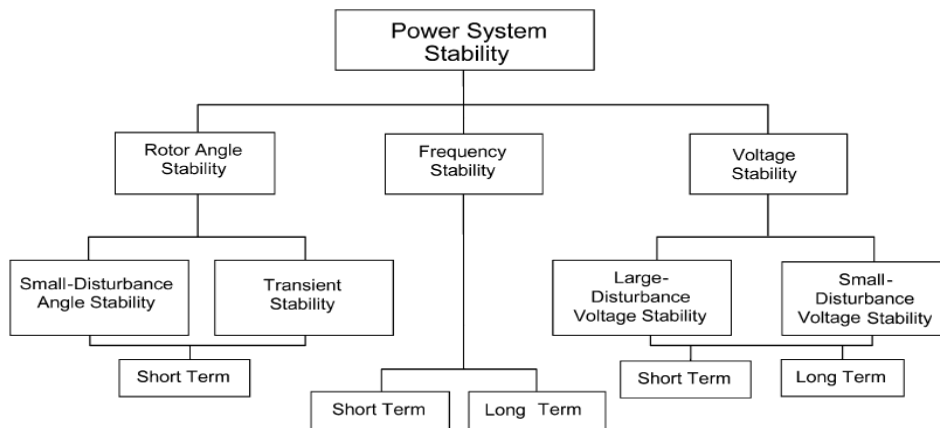 Power System
Stability
Rotor Angle
Stability
Frequency
Stability
Voltage
Stability
Small-Disturbance
Angle Stability
Transient
Stability
Large-
Disturbance
Voltage Stability
Small-
Disturbance
Voltage Stability
Short Term
Short Term
Long Term
Short Term
Long Term